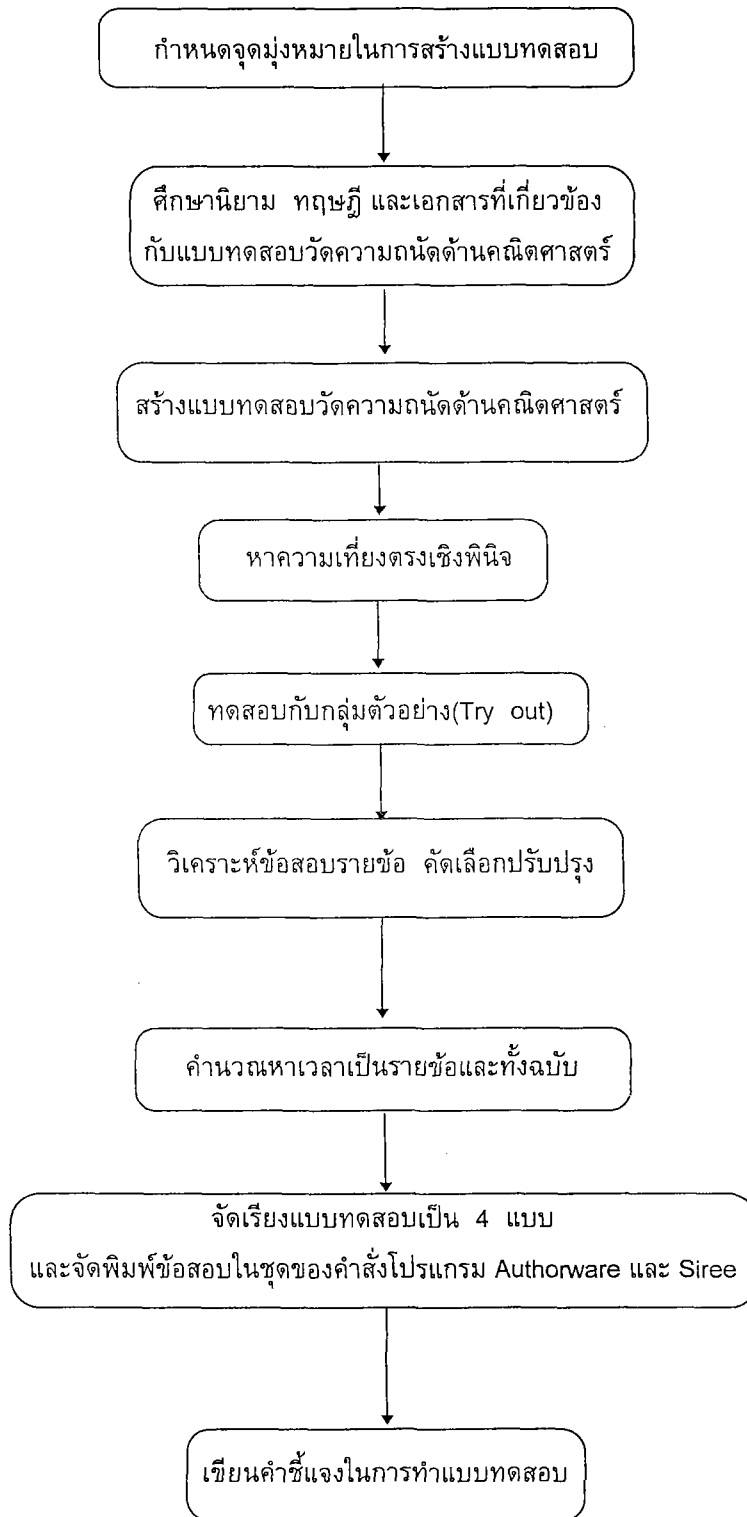 กำหนดจุดมุ่งหมายในการสร้างแบบทดสอบ
ศึกษานิยาม ทฤษฎี และเอกสารที่เกี่ยวข้อง
กับแบบทดสอบวัดความถนัดด้านคณิตศาสตร์
สร้างแบบทดสอบวัดความถนัดด้านคณิตศาสตร์
หาความเที่ยงตรงเชิงพินิจ
ทดสอบกับกลุ่มตัวอย่าง(Try out)
วิเคราะห์ข้อสอบรายข้อ คัดเลือกปรับปรุง
คำนวณหาเวลาเป็นรายข้อและทั้งฉบับ
จัดเรียงแบบทดสอบเป็น 4 แบบ
และจัดพิมพ์ข้อสอบในชุดของคำสั่งโปรแกรม Authorware และ Siree
เขียนคำชี้แจงในการทำแบบทดสอบ